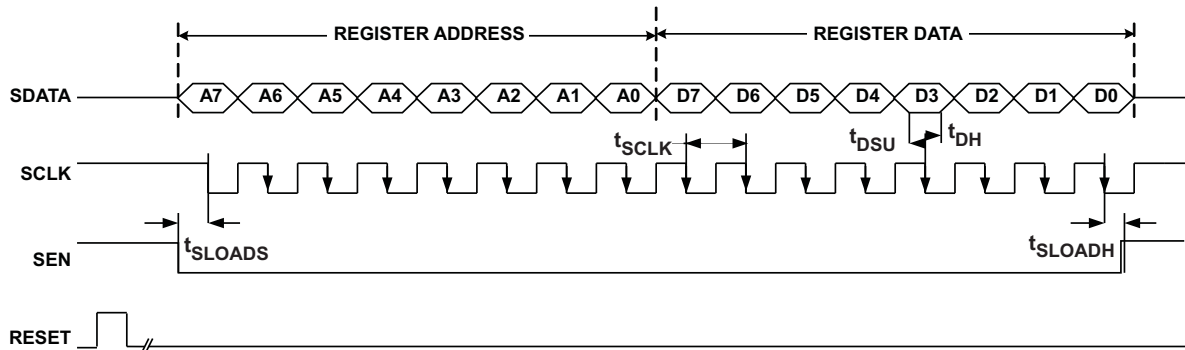 REGISTER ADDRESS REGISTER DATA
SDATA A7 A6 A5 A4 A3 A2 A1 A0 D7 D6 D5 D4 D3 D2 D1 D0
tSCLK tDSU tDH
SCLK
tSLOADS tSLOADH
SEN
RESET